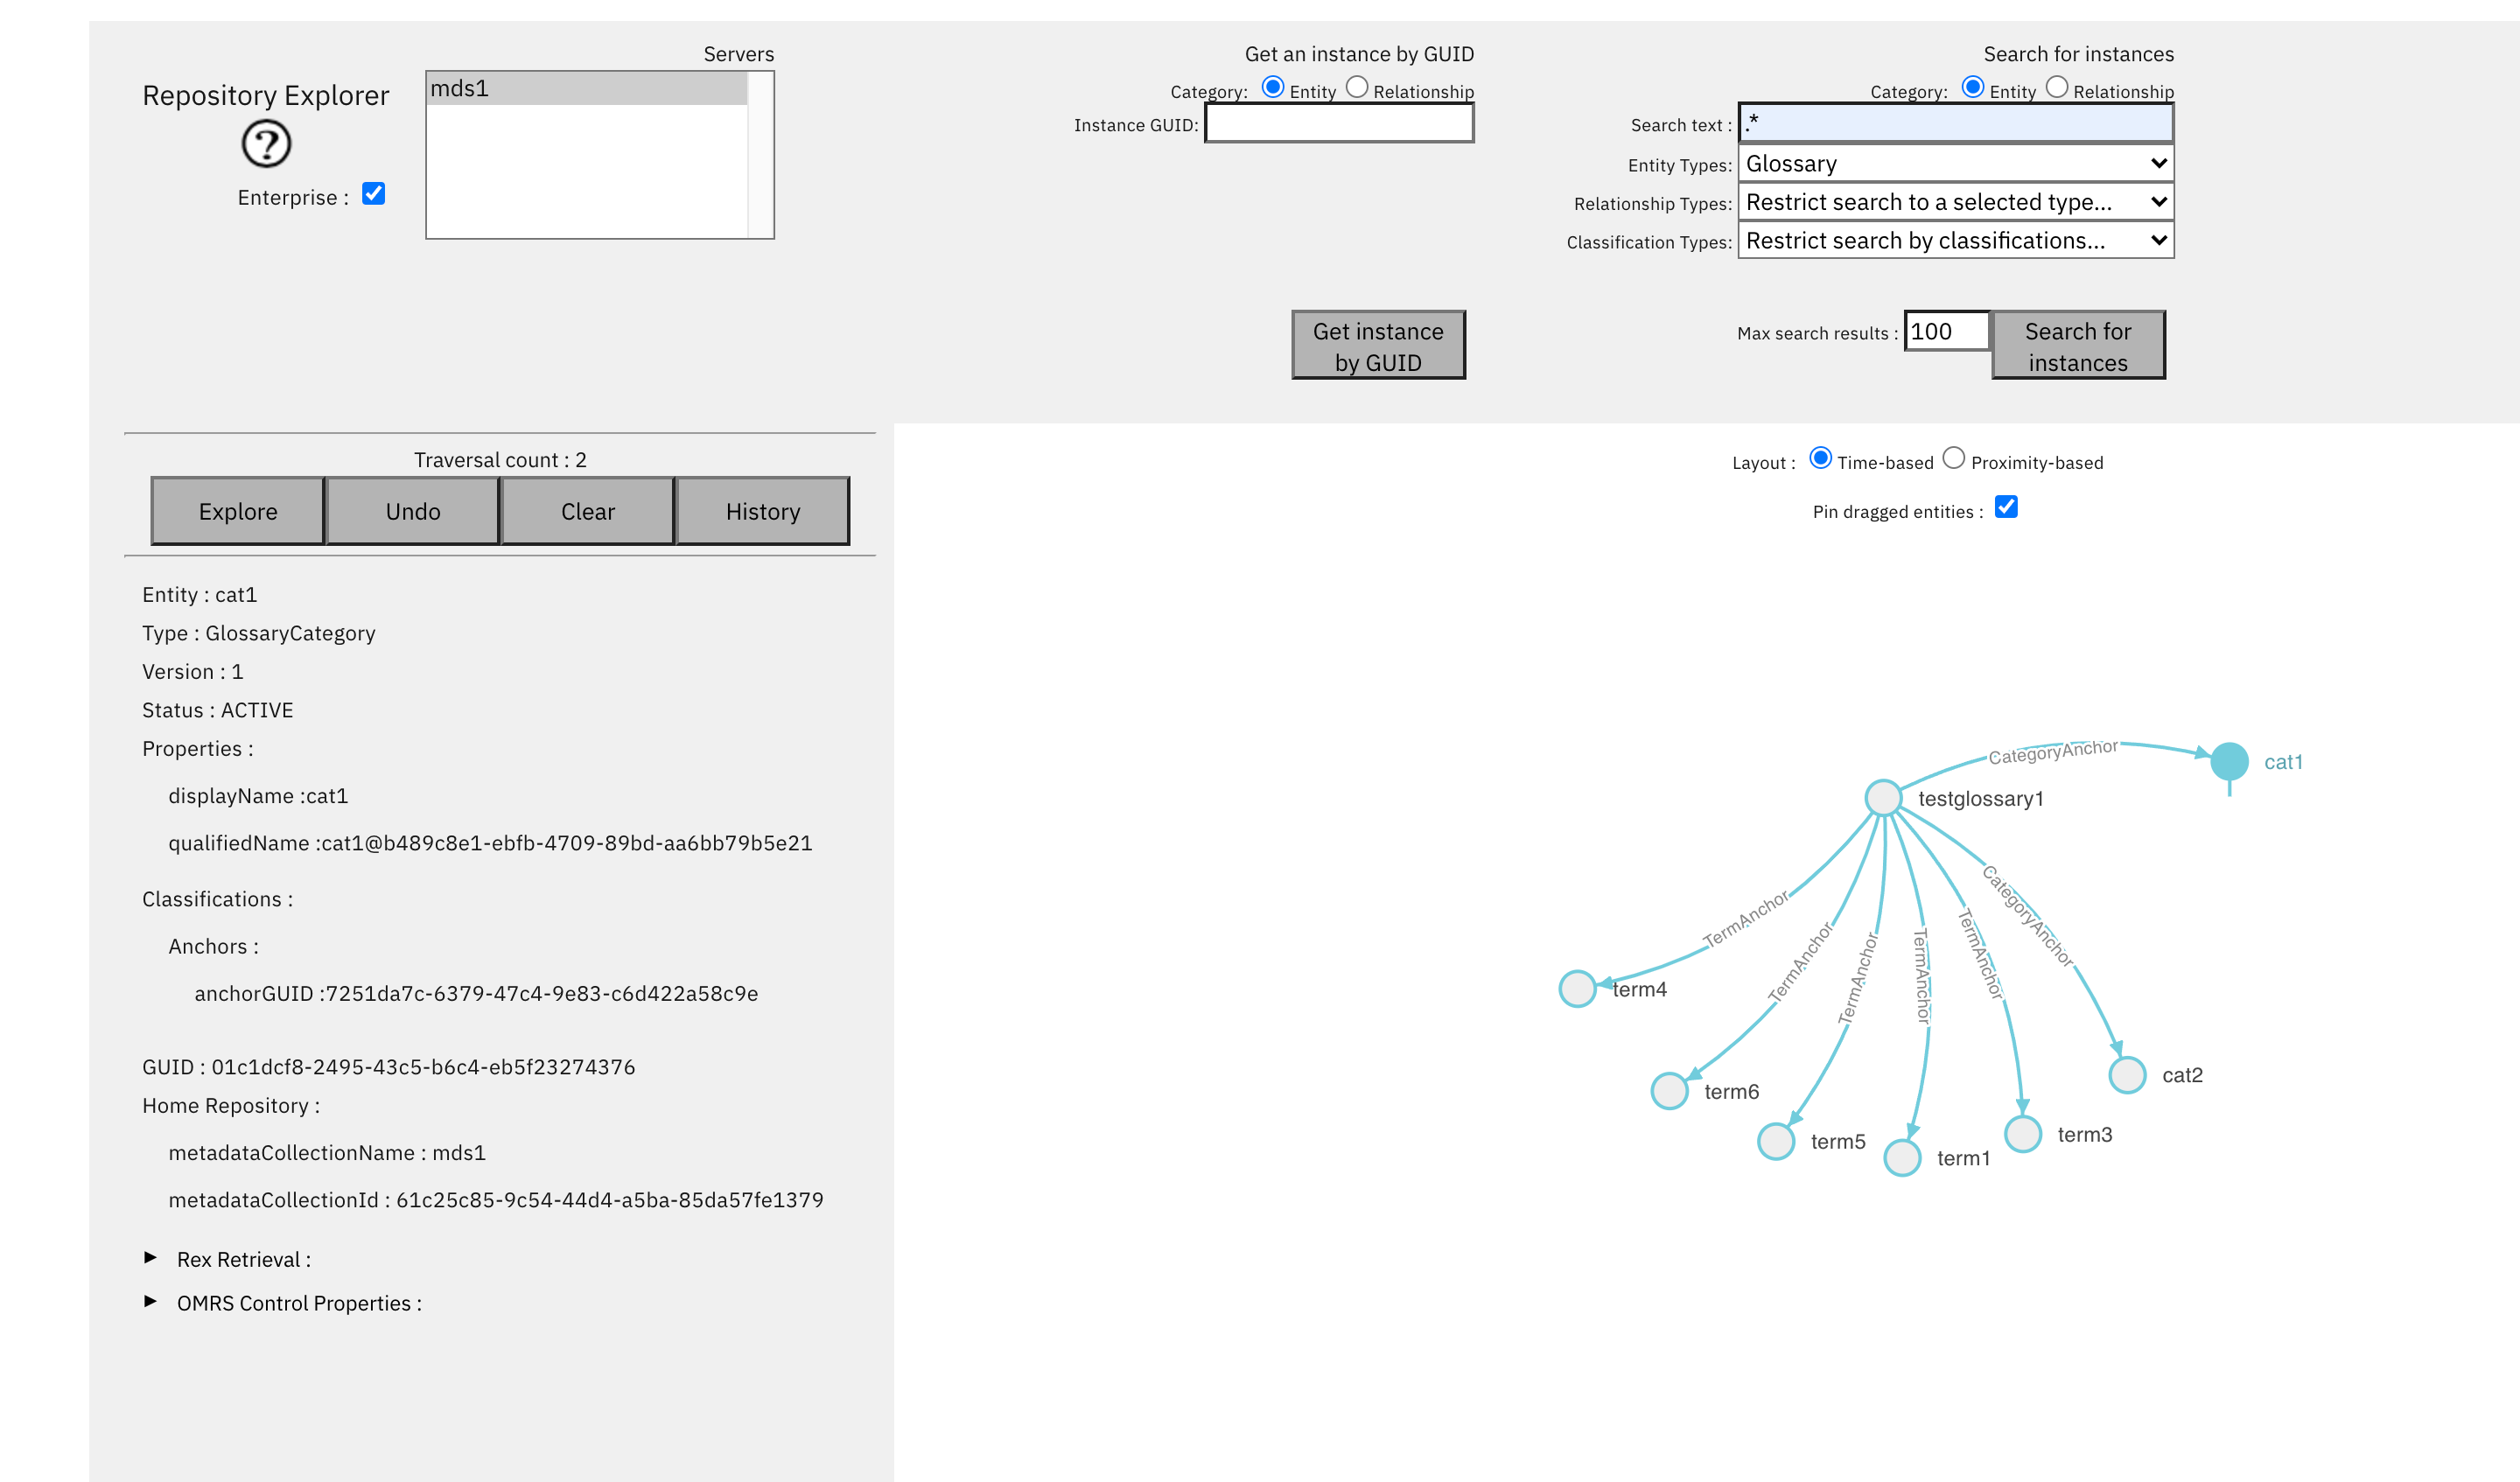 Servers
Repository Explorer
mds1
?
Enterprise :
Get an instance by GUID
Category: Entity Relationship
Instance GUID:
Get instance
by GUID
Search for instances
Category: Entity Relationship
Search text : .*
Entity Types: Glossary
Relationship Types: Restrict search to a selected type...
Classification Types: Restrict search by classifications...
Max search results : 100
Search for
instances
Traversal count : 2
Explore Undo Clear History
Entity : cat1
Type : GlossaryCategory
Version : 1
Status : ACTIVE
Properties :
displayName :cat1
qualifiedName :cat1@b489c8e1-ebfb-4709-89bd-aa6bb79b5e21
Classifications :
Anchors :
anchorGUID :7251da7c-6379-47c4-9e83-c6d422a58c9e
GUID : 01c1dcf8-2495-43c5-b6c4-eb5f23274376
Home Repository :
metadataCollectionName : mds1
metadataCollectionId : 61c25c85-9c54-44d4-a5ba-85da57fe1379
Rex Retrieval :
OMRS Control Properties :
Layout : Time-based Proximity-based
Pin dragged entities :
CategoryAnchor
cat1
testglossary1
TermAnchor
TermAnchor
TermAnchor
TermAnchor
TermAnchor
CategoryAnchor
term4
term6
term5
term1
term3
cat2